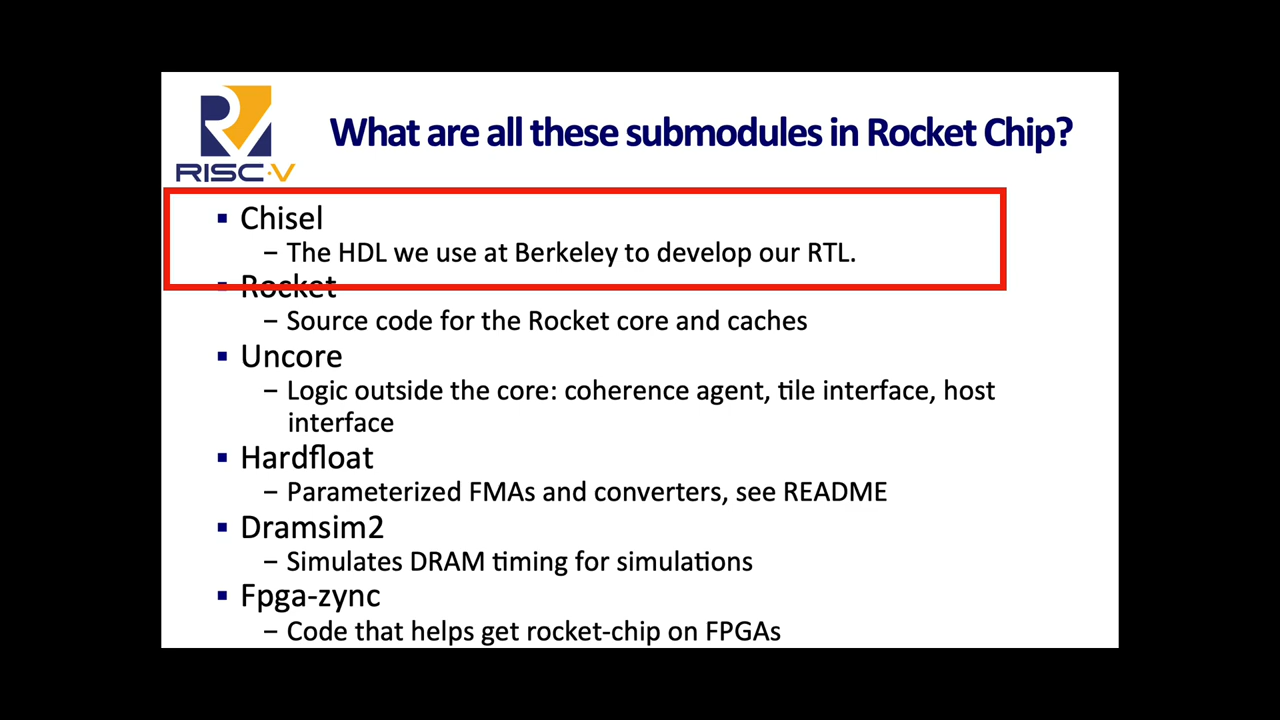 RISC-V
What are all these submodules in Rocket Chip?
▪ Chisel
– The HDL we use at Berkeley to develop our RTL.
▪ Rocket
– Source code for the Rocket core and caches
▪ Uncore
– Logic outside the core: coherence agent, tile interface, host
interface
▪ Hardfloat
– Parameterized FMAs and converters, see README
▪ Dramsim2
– Simulates DRAM timing for simulations
▪ Fpga-zync
– Code that helps get rocket-chip on FPGAs